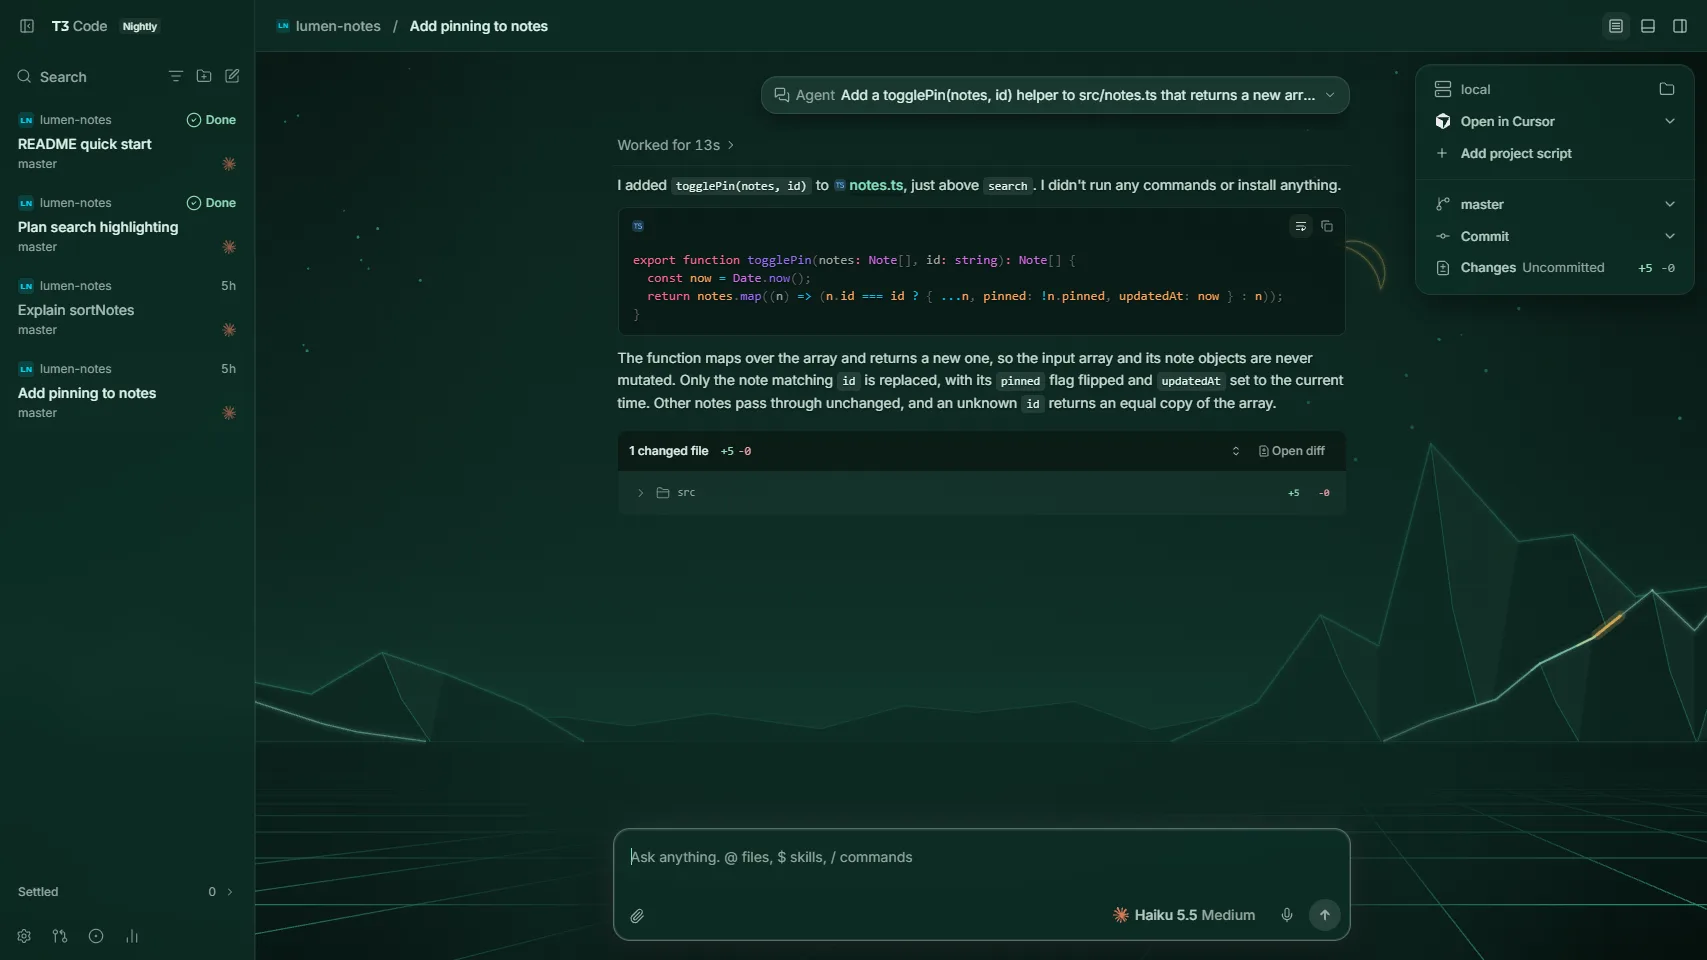 T3 Code Nightly
Search
LN lumen-notes Done
README quick start
master
LN lumen-notes Done
Plan search highlighting
master
LN lumen-notes 5h
Explain sortNotes
master
LN lumen-notes 5h
Add pinning to notes
master
Settled 0
LN lumen-notes / Add pinning to notes
Agent Add a togglePin(notes, id) helper to src/notes.ts that returns a new arr...
Worked for 13s
I added togglePin(notes, id) to TS notes.ts, just above search. I didn't run any commands or install anything.
TS
export function togglePin(notes: Note[], id: string): Note[] {
const now = Date.now();
return notes.map((n) => (n.id === id ? { ...n, pinned: !n.pinned, updatedAt: now } : n));
}
The function maps over the array and returns a new one, so the input array and its note objects are never
mutated. Only the note matching id is replaced, with its pinned flag flipped and updatedAt set to the current
time. Other notes pass through unchanged, and an unknown id returns an equal copy of the array.
1 changed file +5 -0 Open diff
src +5 -0
Ask anything. @ files, $ skills, / commands
Haiku 5.5 Medium
local
Open in Cursor
Add project script
master
Commit
Changes Uncommitted +5 -0